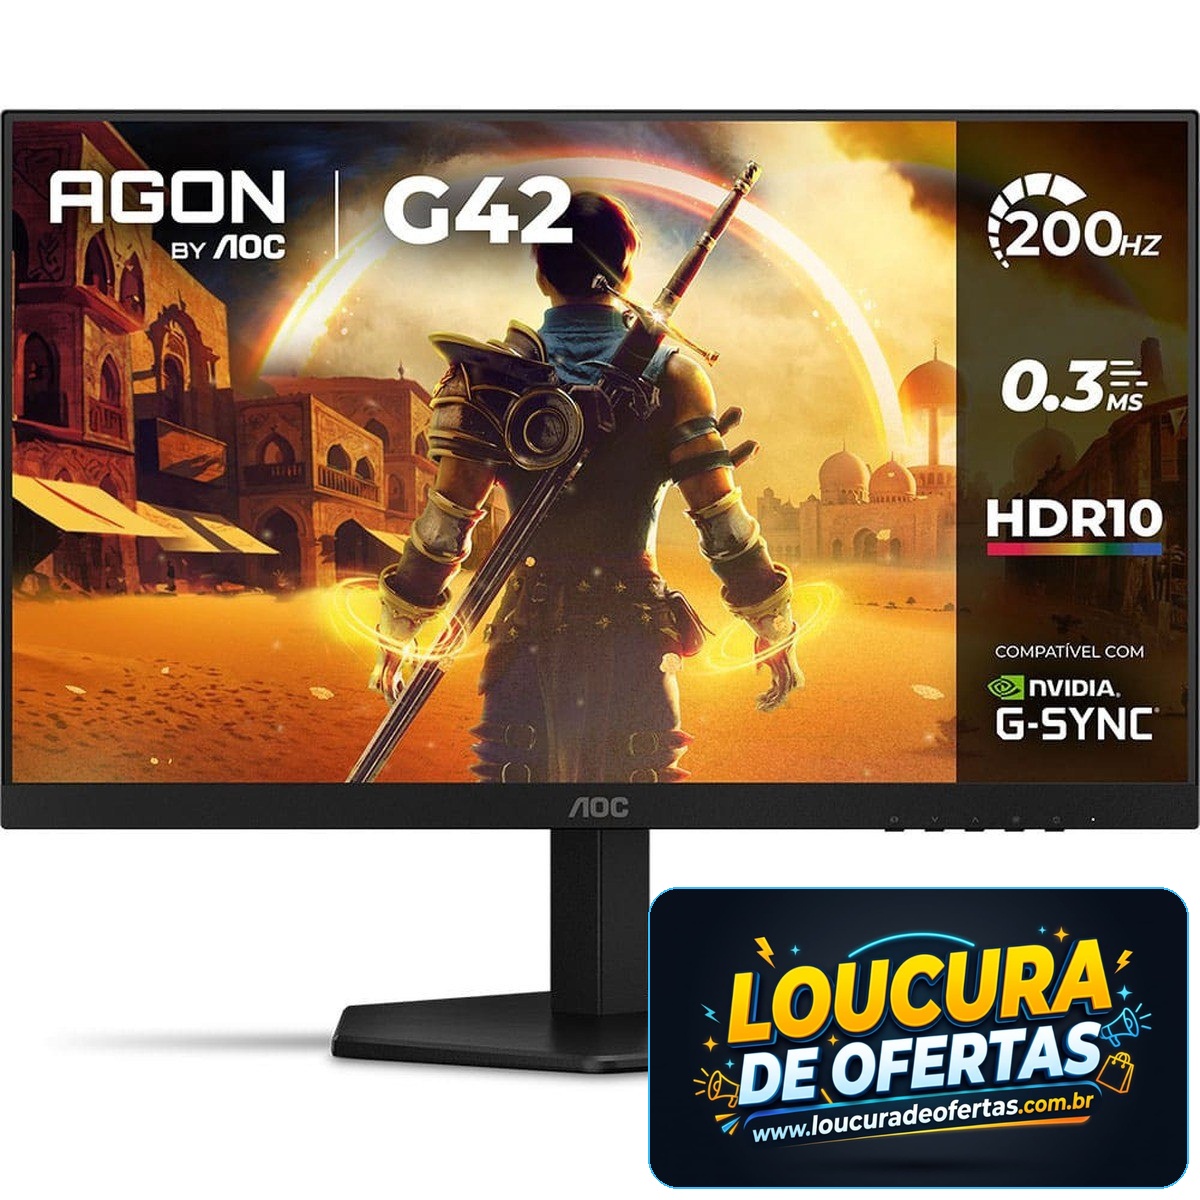 AGON
BY AOC
G42
200HZ
0.3MS
HDR10
COMPATÍVEL COM
NVIDIA.
G-SYNC
AOC
LOUCURA
DE OFERTAS
www.loucuradeofertas.com.br